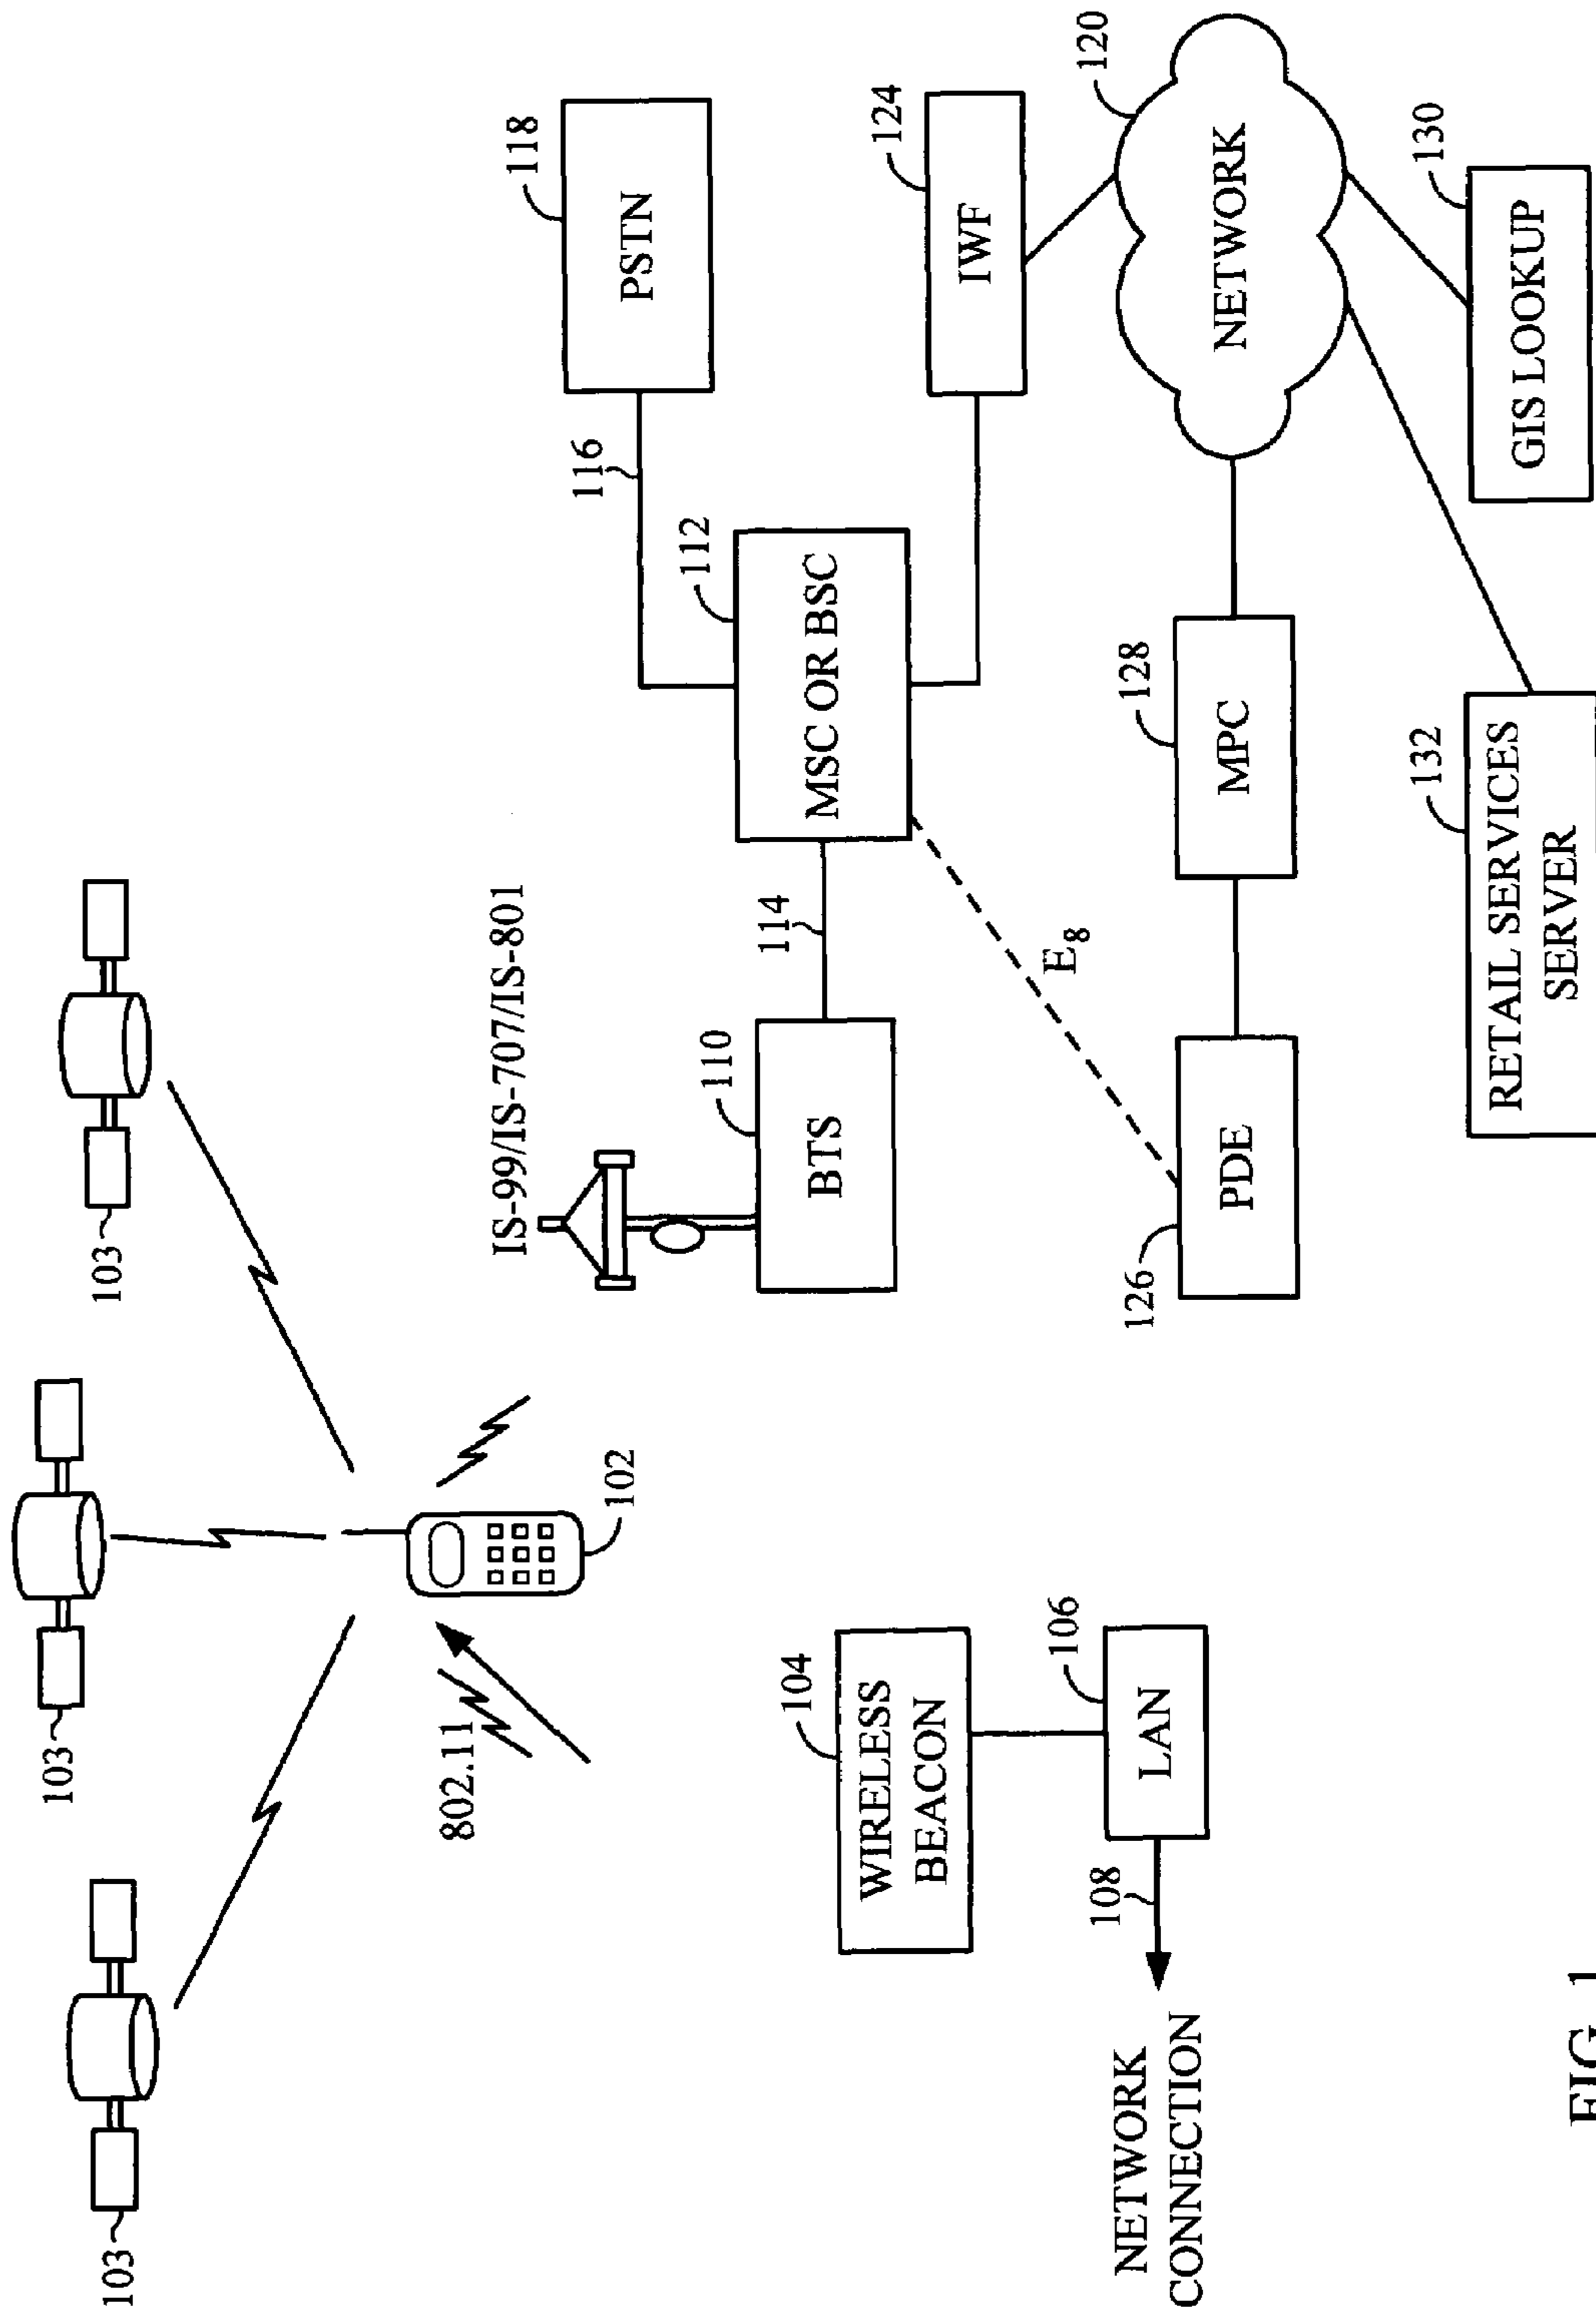 103
103
103
802.11
102
IS-99/IS-707/IS-801
104
WIRELESS
BEACON
106
LAN
108
NETWORK
CONNECTION
110
BTS
114
112
MSC OR BSC
116
118
PSTN
124
IWF
E8
126
PDE
128
MPC
120
NETWORK
132
RETAIL SERVICES
SERVER
130
GIS LOOKUP
FIG. 1